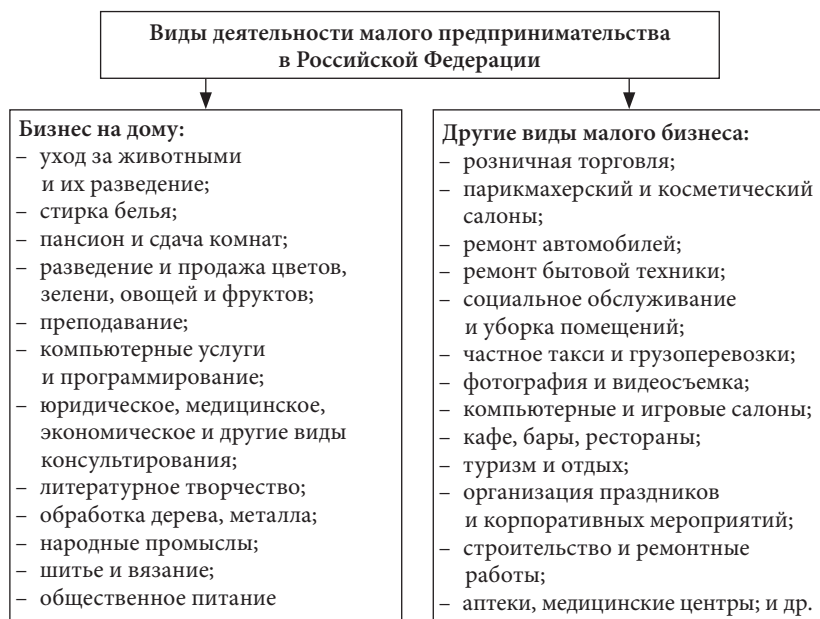 Виды деятельности малого предпринимательства
в Российской Федерации
Бизнес на дому:
– уход за животными
и их разведение;
– стирка белья;
– пансион и сдача комнат;
– разведение и продажа цветов,
зелени, овощей и фруктов;
– преподавание;
– компьютерные услуги
и программирование;
– юридическое, медицинское,
экономическое и другие виды
консультирования;
– литературное творчество;
– обработка дерева, металла;
– народные промыслы;
– шитье и вязание;
– общественное питание
Другие виды малого бизнеса:
– розничная торговля;
– парикмахерский и косметический
салоны;
– ремонт автомобилей;
– ремонт бытовой техники;
– социальное обслуживание
и уборка помещений;
– частное такси и грузоперевозки;
– фотография и видеосъемка;
– компьютерные и игровые салоны;
– кафе, бары, рестораны;
– туризм и отдых;
– организация праздников
и корпоративных мероприятий;
– строительство и ремонтные
работы;
– аптеки, медицинские центры; и др.